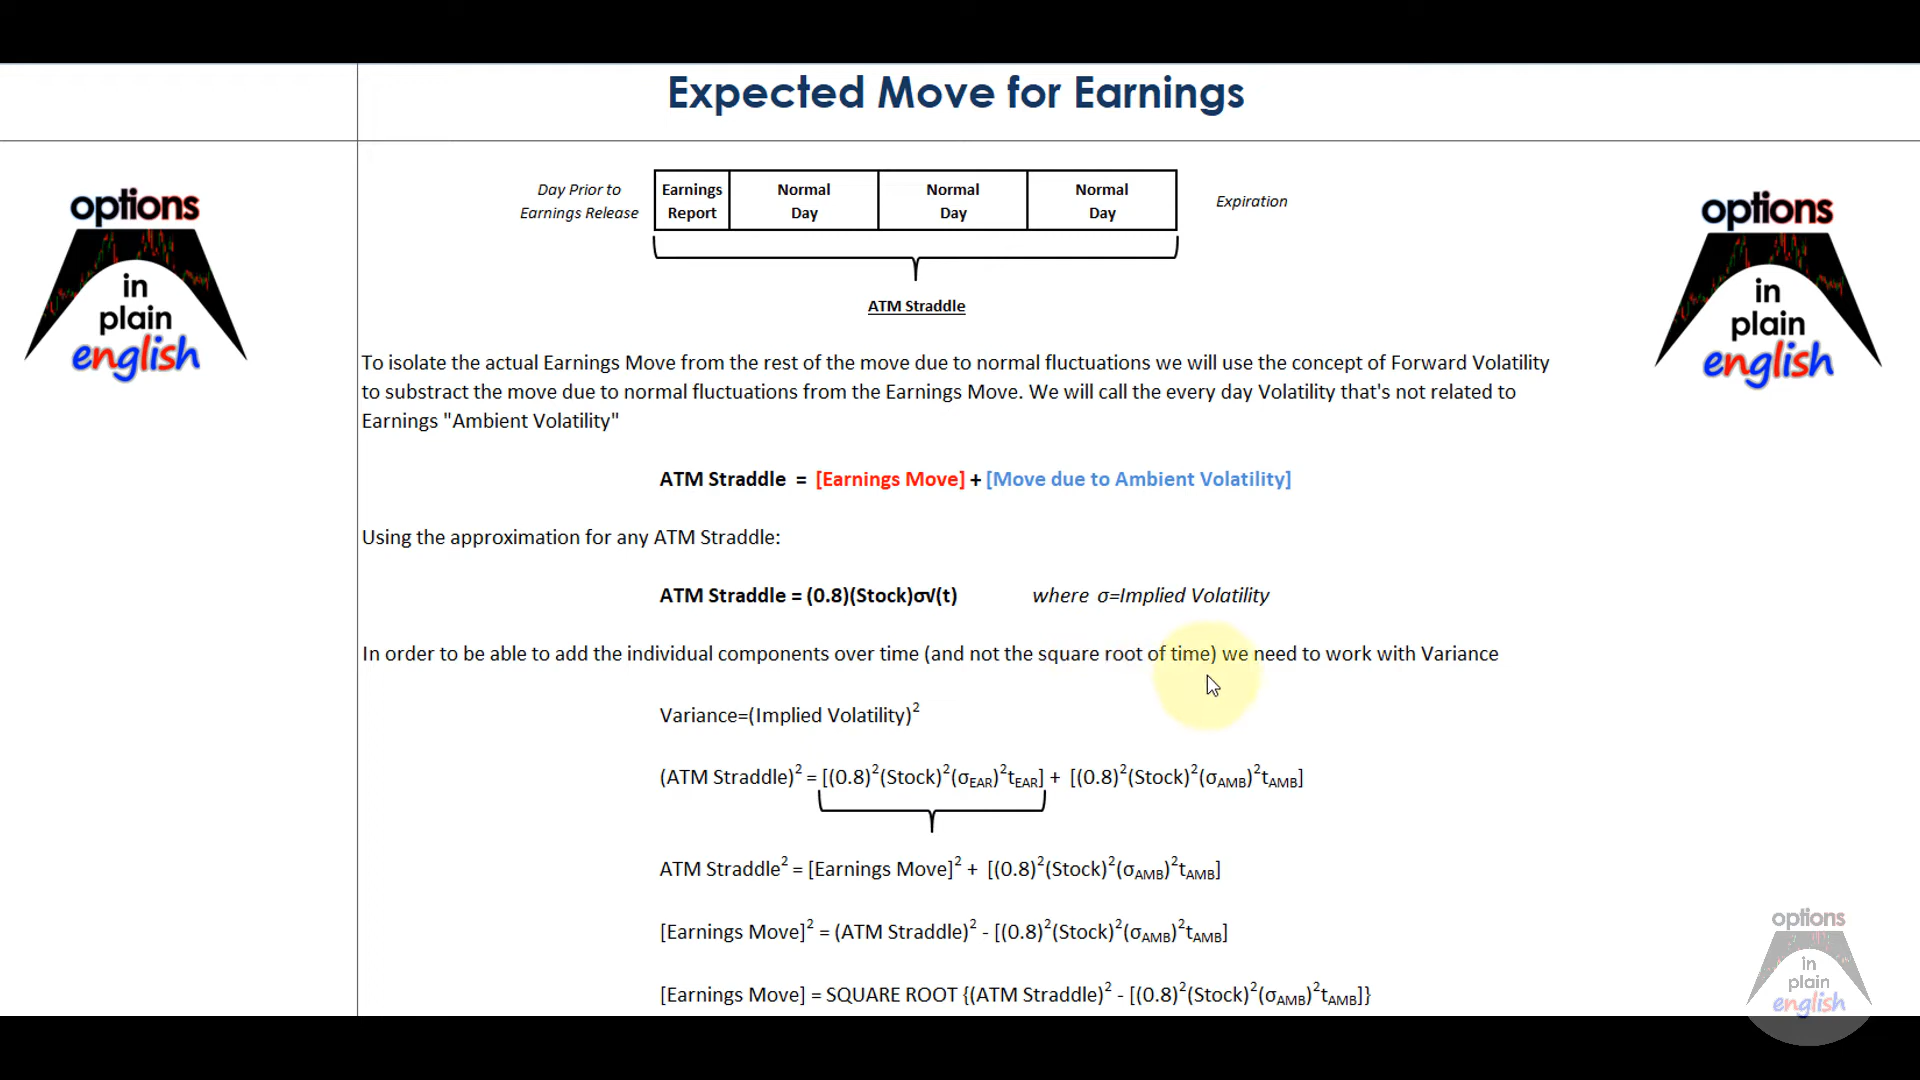 Expected Move for Earnings
options
in
plain
english
Day Prior to
Earnings Release
Earnings
Report
Normal
Day
Normal
Day
Normal
Day
Expiration
ATM Straddle
options
in
plain
english
To isolate the actual Earnings Move from the rest of the move due to normal fluctuations we will use the concept of Forward Volatility
to substract the move due to normal fluctuations from the Earnings Move. We will call the every day Volatility that's not related to
Earnings "Ambient Volatility"
ATM Straddle = [Earnings Move] + [Move due to Ambient Volatility]
Using the approximation for any ATM Straddle:
ATM Straddle = (0.8)(Stock)σ√(t) where σ=Implied Volatility
In order to be able to add the individual components over time (and not the square root of time) we need to work with Variance
Variance=(Implied Volatility)²
(ATM Straddle)² = [(0.8)²(Stock)²(σEAR)²tEAR] + [(0.8)²(Stock)²(σAMB)²tAMB]
ATM Straddle² = [Earnings Move]² + [(0.8)²(Stock)²(σAMB)²tAMB]
[Earnings Move]² = (ATM Straddle)² - [(0.8)²(Stock)²(σAMB)²tAMB]
[Earnings Move] = SQUARE ROOT {(ATM Straddle)² - [(0.8)²(Stock)²(σAMB)²tAMB]}
options
in
plain
english